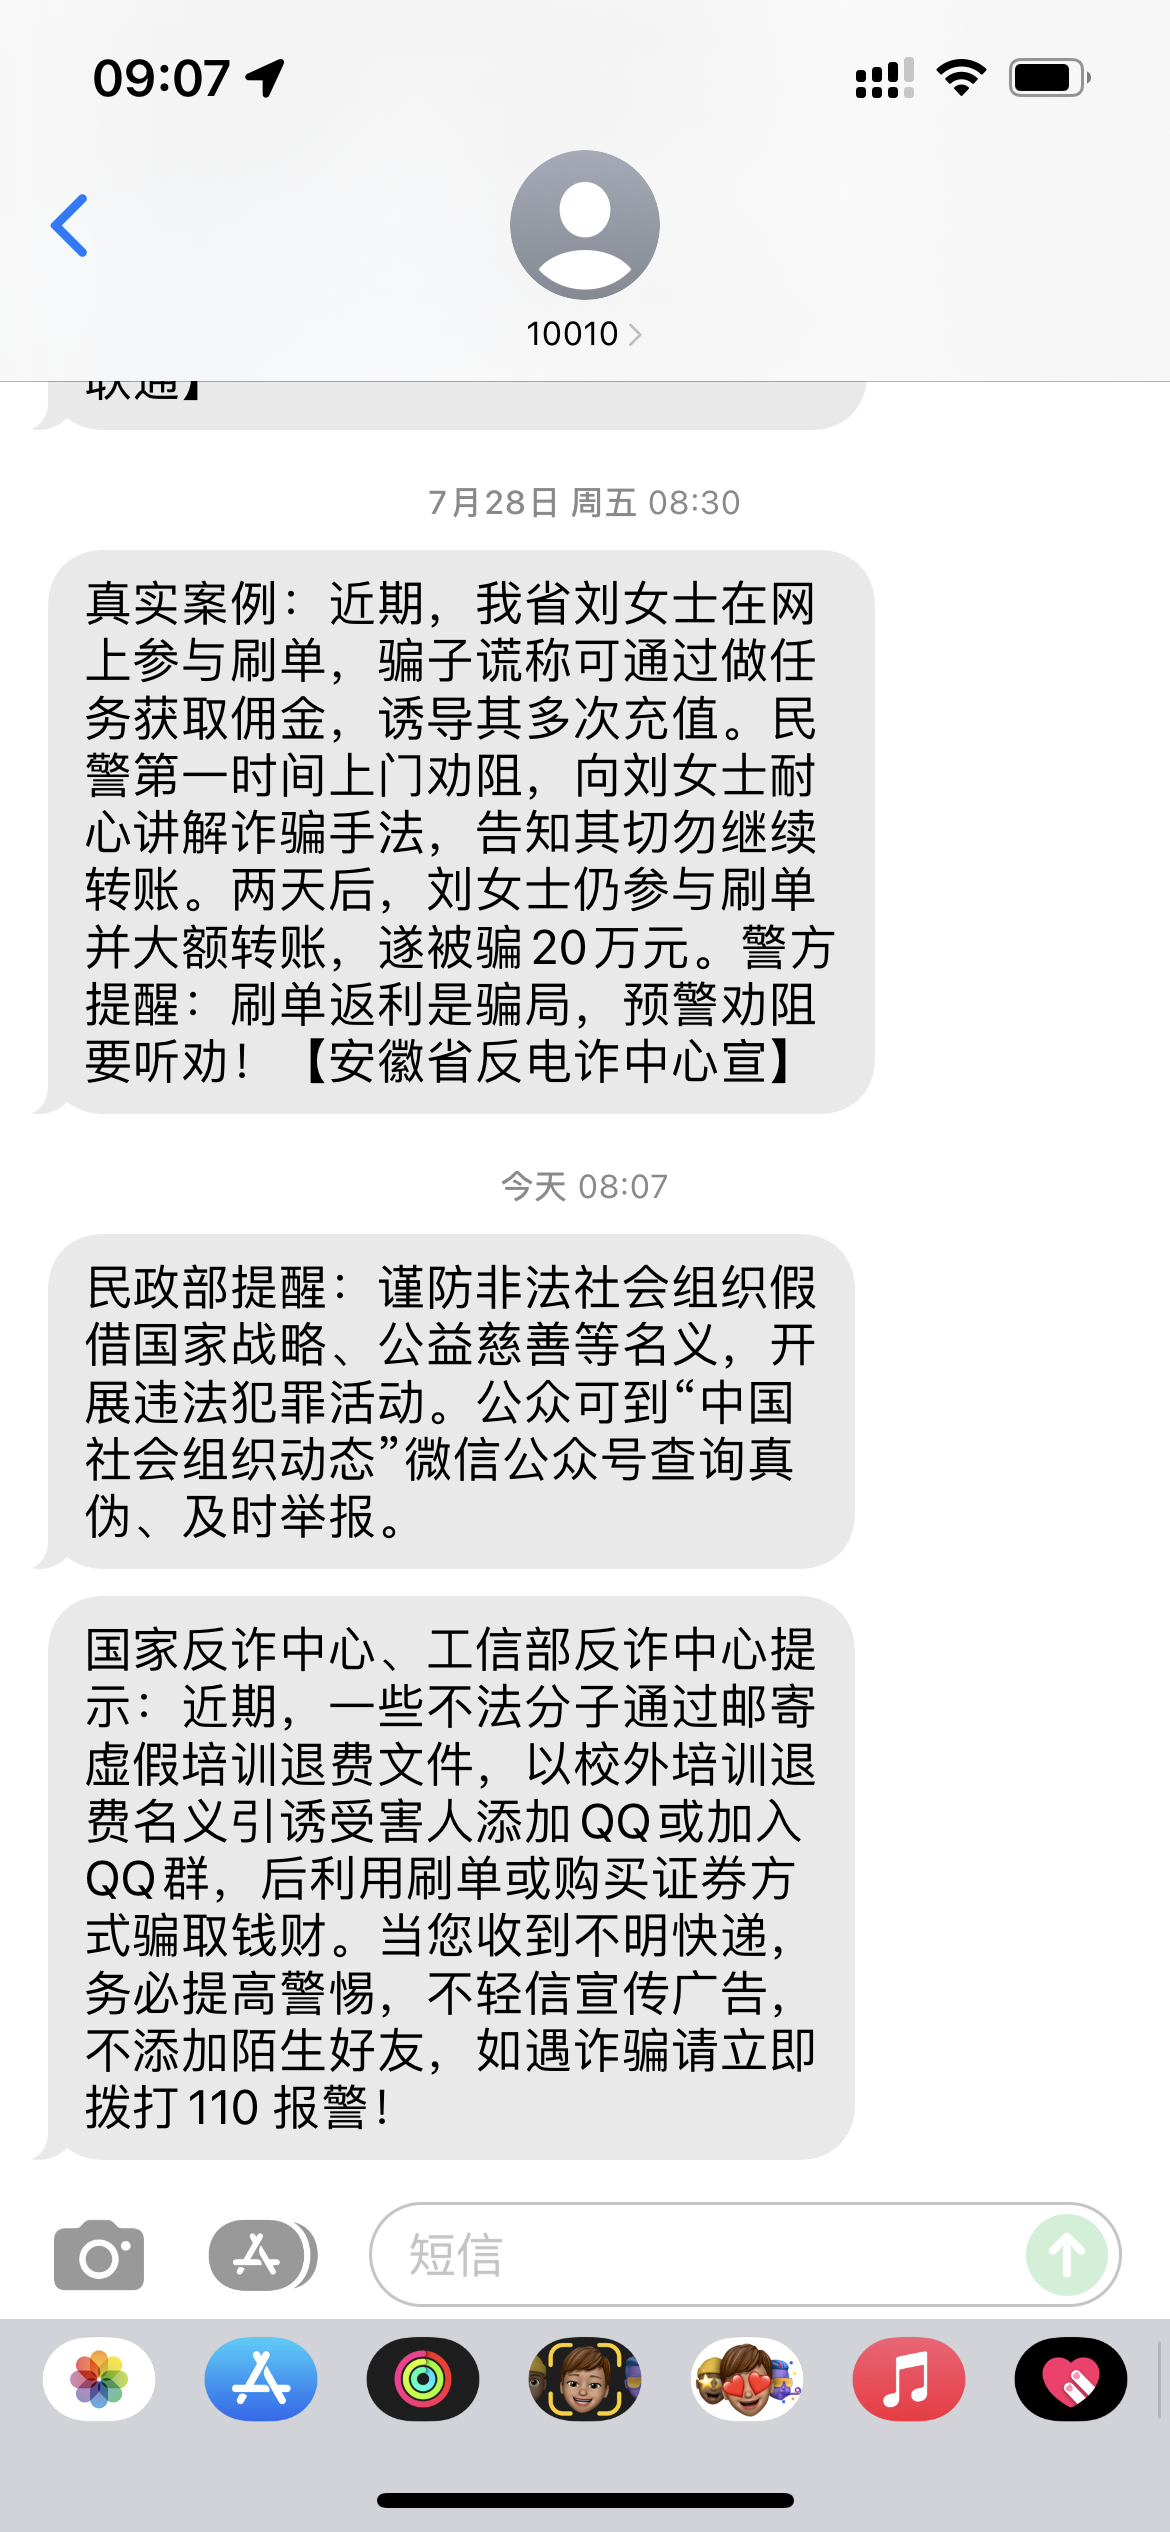 09:07
10010
联通】
7月28日 周五 08:30
真实案例：近期，我省刘女士在网
上参与刷单，骗子谎称可通过做任
务获取佣金，诱导其多次充值。民
警第一时间上门劝阻，向刘女士耐
心讲解诈骗手法，告知其切勿继续
转账。两天后，刘女士仍参与刷单
并大额转账，遂被骗20万元。警方
提醒：刷单返利是骗局，预警劝阻
要听劝！【安徽省反电诈中心宣】
今天 08:07
民政部提醒：谨防非法社会组织假
借国家战略、公益慈善等名义，开
展违法犯罪活动。公众可到“中国
社会组织动态”微信公众号查询真
伪、及时举报。
国家反诈中心、工信部反诈中心提
示：近期，一些不法分子通过邮寄
虚假培训退费文件，以校外培训退
费名义引诱受害人添加QQ或加入
QQ群，后利用刷单或购买证券方
式骗取钱财。当您收到不明快递，
务必提高警惕，不轻信宣传广告，
不添加陌生好友，如遇诈骗请立即
拨打110 报警！
短信